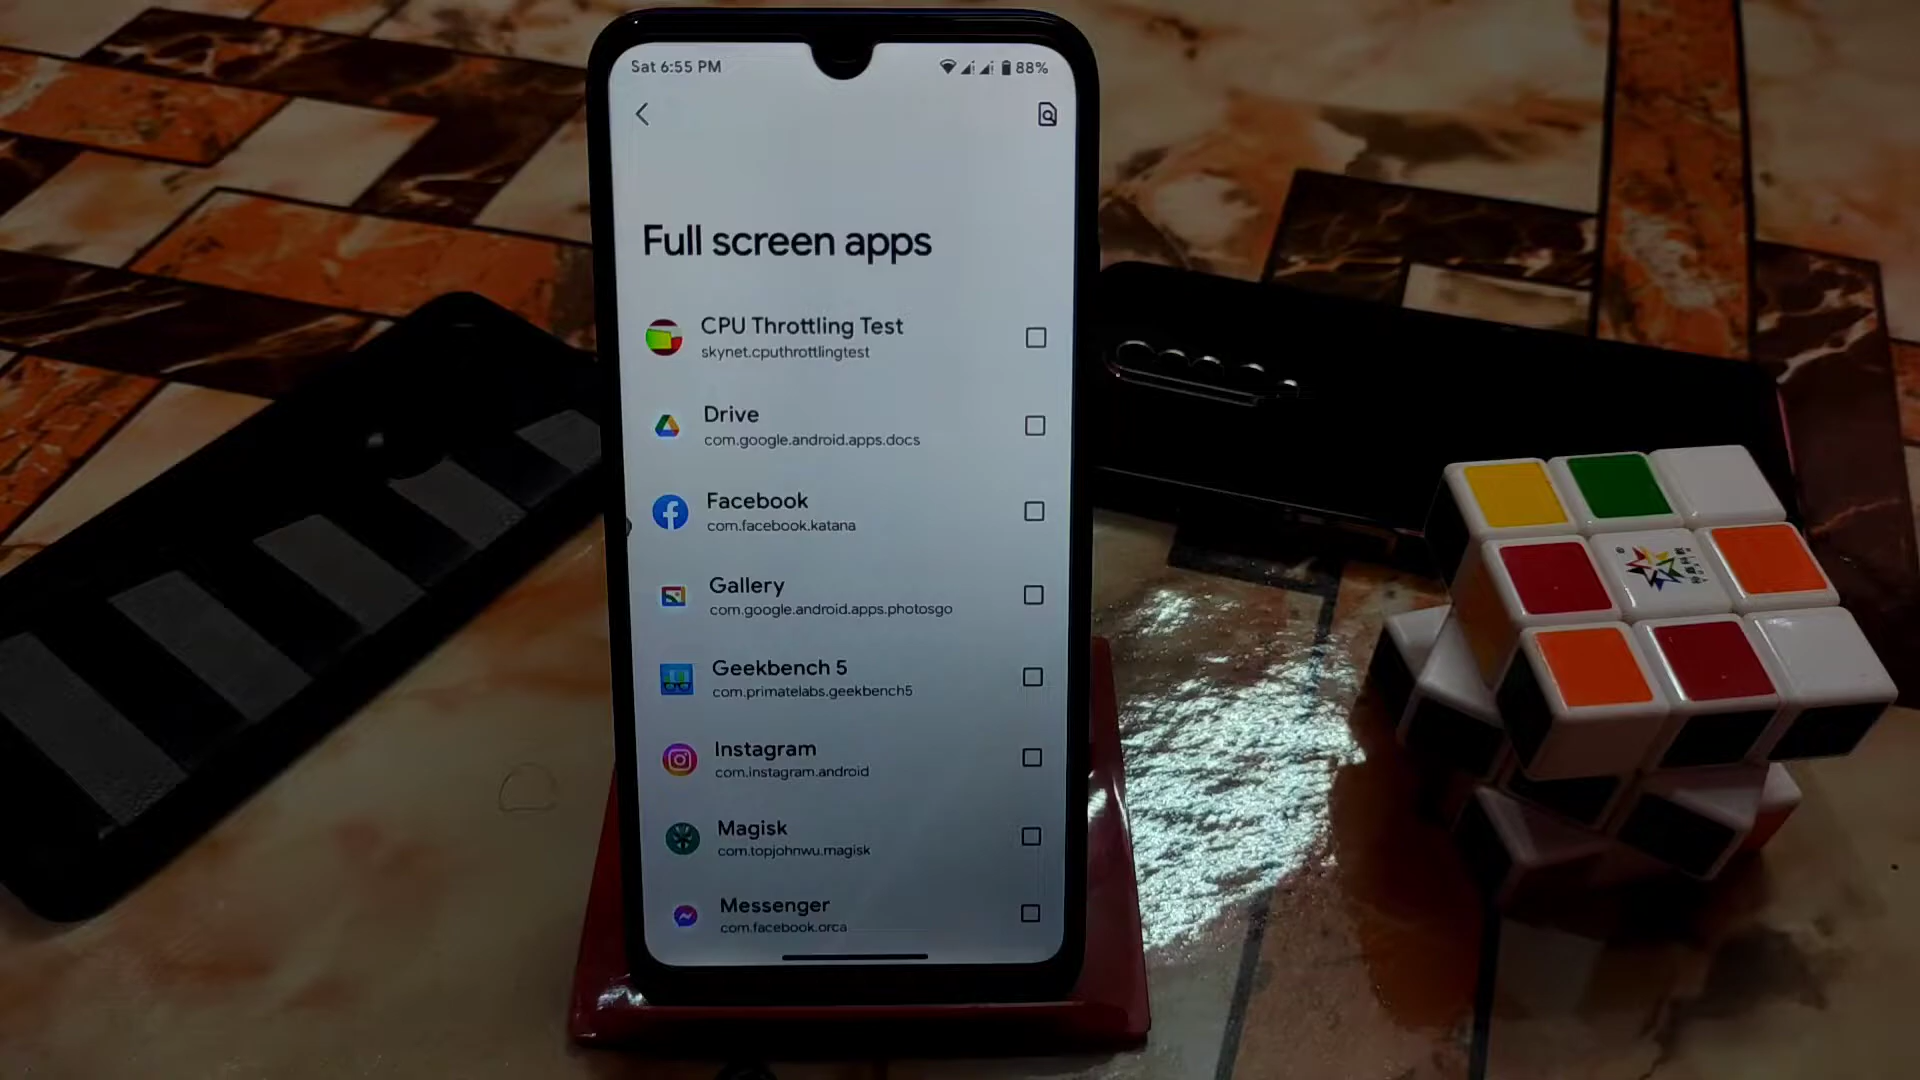 Sat 6:55 PM
88%
Full screen apps
CPU Throttling Test
skynet.cputhrottlingtest
Drive
com.google.android.apps.docs
Facebook
com.facebook.katana
Gallery
com.google.android.apps.photosgo
Geekbench 5
com.primatelabs.geekbench5
Instagram
com.instagram.android
Magisk
com.topjohnwu.magisk
Messenger
com.facebook.orca